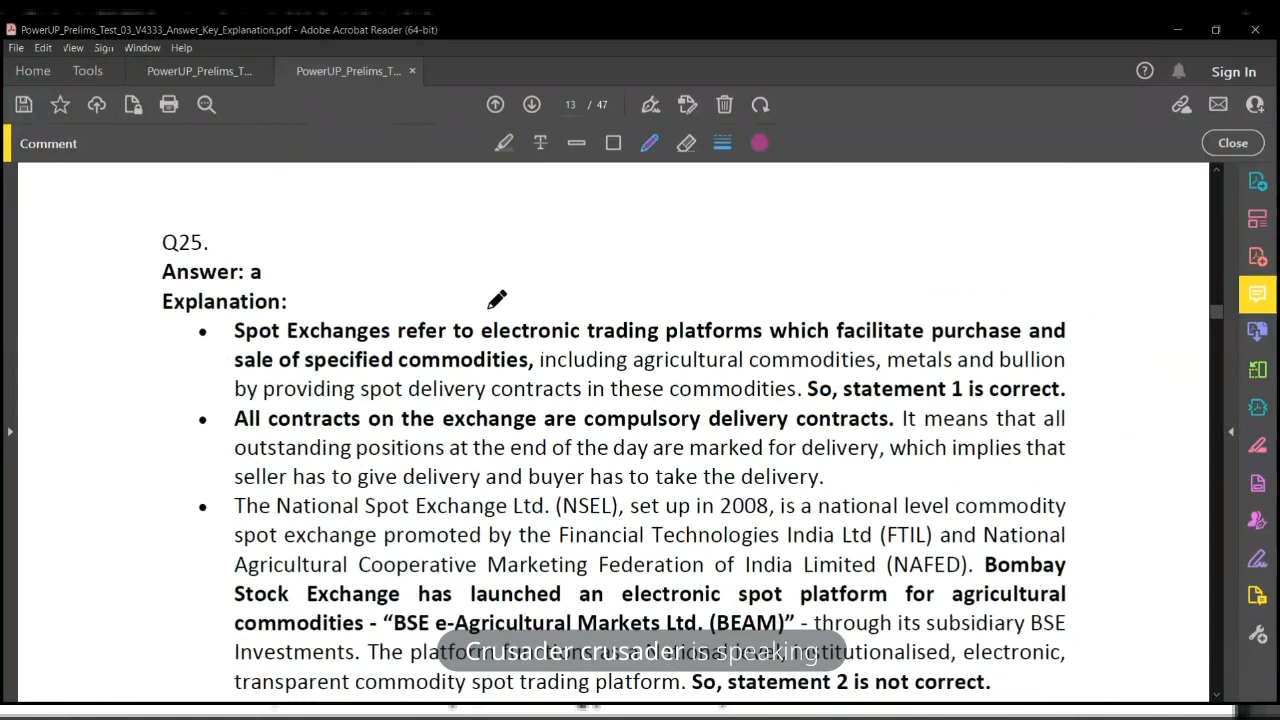 PowerUP_Prelims_Test_03_V4333_Answer_Key_Explanation.pdf - Adobe Acrobat Reader (64-bit)
File Edit View Sign Window Help
Home Tools PowerUP_Prelims_T... PowerUP_Prelims_T... ×
Sign In
13 / 47
Comment
Close
Q25.
Answer: a
Explanation:
• Spot Exchanges refer to electronic trading platforms which facilitate purchase and
sale of specified commodities, including agricultural commodities, metals and bullion
by providing spot delivery contracts in these commodities. So, statement 1 is correct.
• All contracts on the exchange are compulsory delivery contracts. It means that all
outstanding positions at the end of the day are marked for delivery, which implies that
seller has to give delivery and buyer has to take the delivery.
• The National Spot Exchange Ltd. (NSEL), set up in 2008, is a national level commodity
spot exchange promoted by the Financial Technologies India Ltd (FTIL) and National
Agricultural Cooperative Marketing Federation of India Limited (NAFED). Bombay
Stock Exchange has launched an electronic spot platform for agricultural
commodities - “BSE e-Agricultural Markets Ltd. (BEAM)” - through its subsidiary BSE
Investments. The
Crusader crusader is speaking
institutionalised, electronic,
transparent commodity spot trading platform. So, statement 2 is not correct.